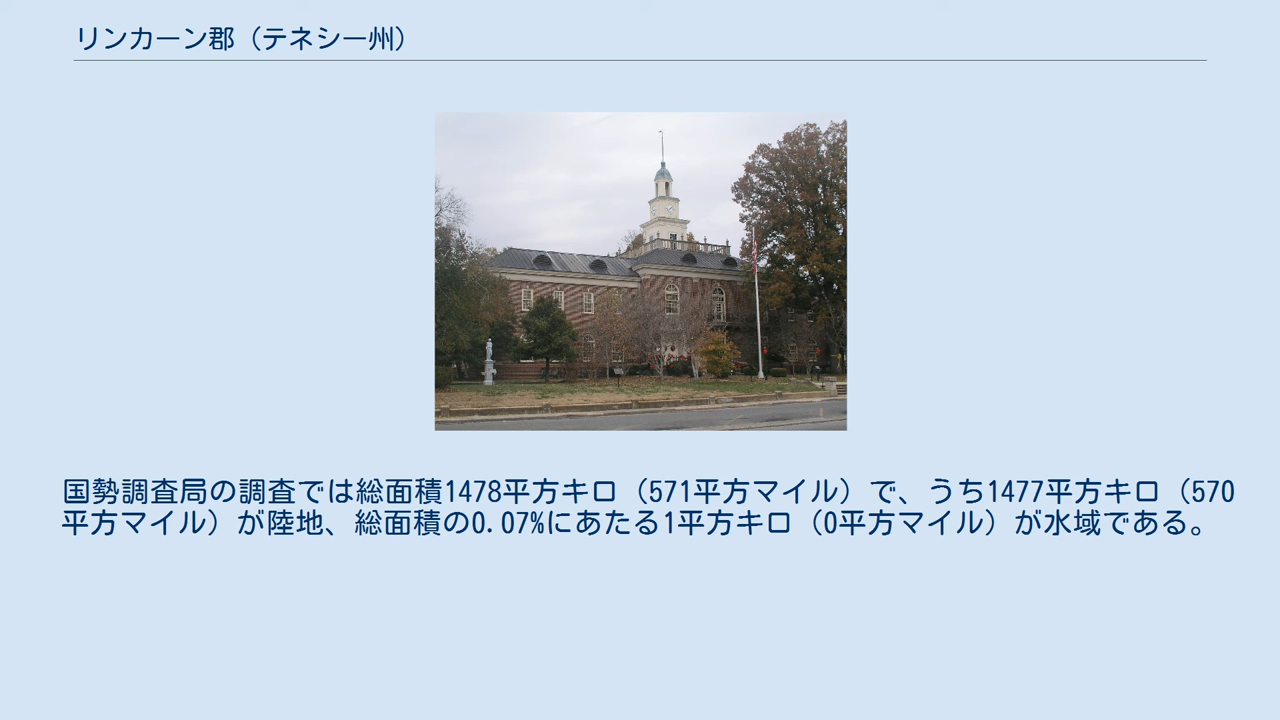 リンカーン郡（テネシー州）
国勢調査局の調査では総面積1478平方キロ（571平方マイル）で、うち1477平方キロ（570
平方マイル）が陸地、総面積の0.07%にあたる1平方キロ（0平方マイル）が水域である。